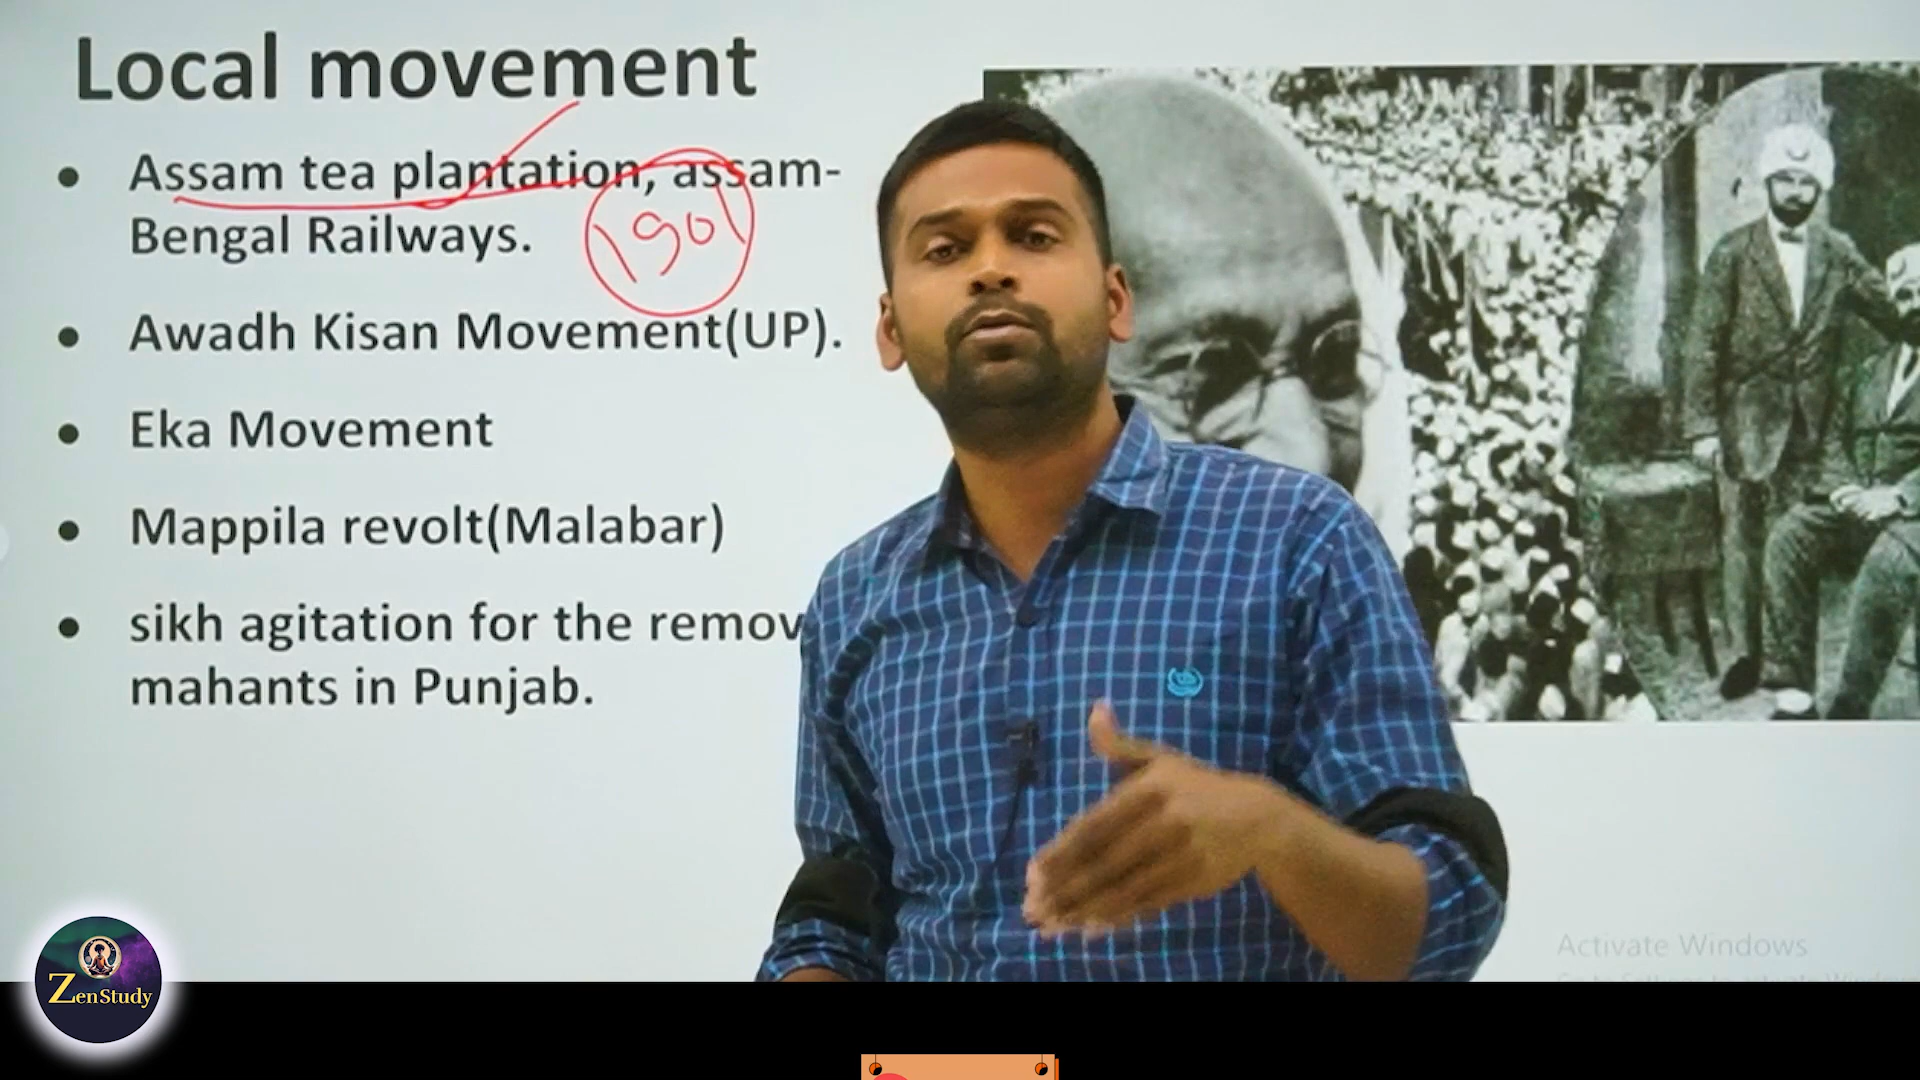 Local movement
Assam tea plantation, assam-
Bengal Railways.
1901
Awadh Kisan Movement(UP).
Eka Movement
Mappila revolt(Malabar)
sikh agitation for the remov
mahants in Punjab.
Activate Windows
ZenStudy